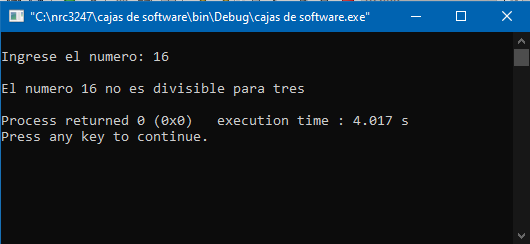 "C:\nrc3247\cajas de software\bin\Debug\cajas de software.exe"
Ingrese el numero: 16
El numero 16 no es divisible para tres
Process returned 0 (0x0)   execution time : 4.017 s
Press any key to continue.